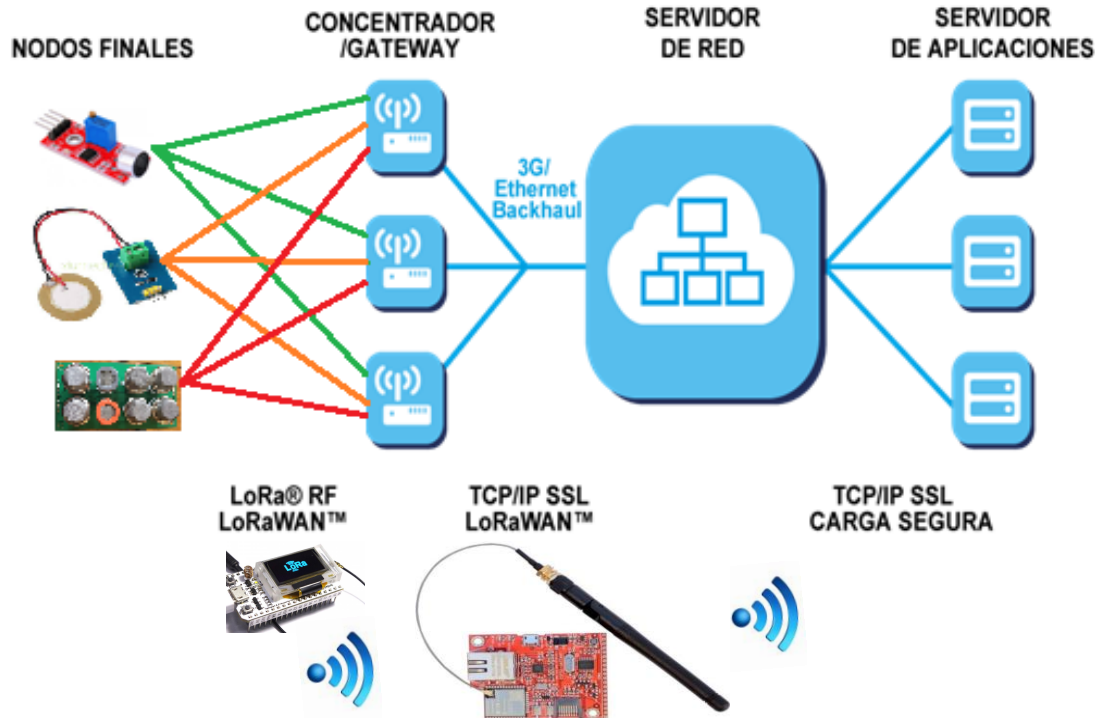 NODOS FINALES
CONCENTRADOR
/GATEWAY
SERVIDOR
DE RED
SERVIDOR
DE APLICACIONES
3G/
Ethernet
Backhaul
LoRa® RF
LoRaWAN™
TCP/IP SSL
LoRaWAN™
TCP/IP SSL
CARGA SEGURA
LoRa